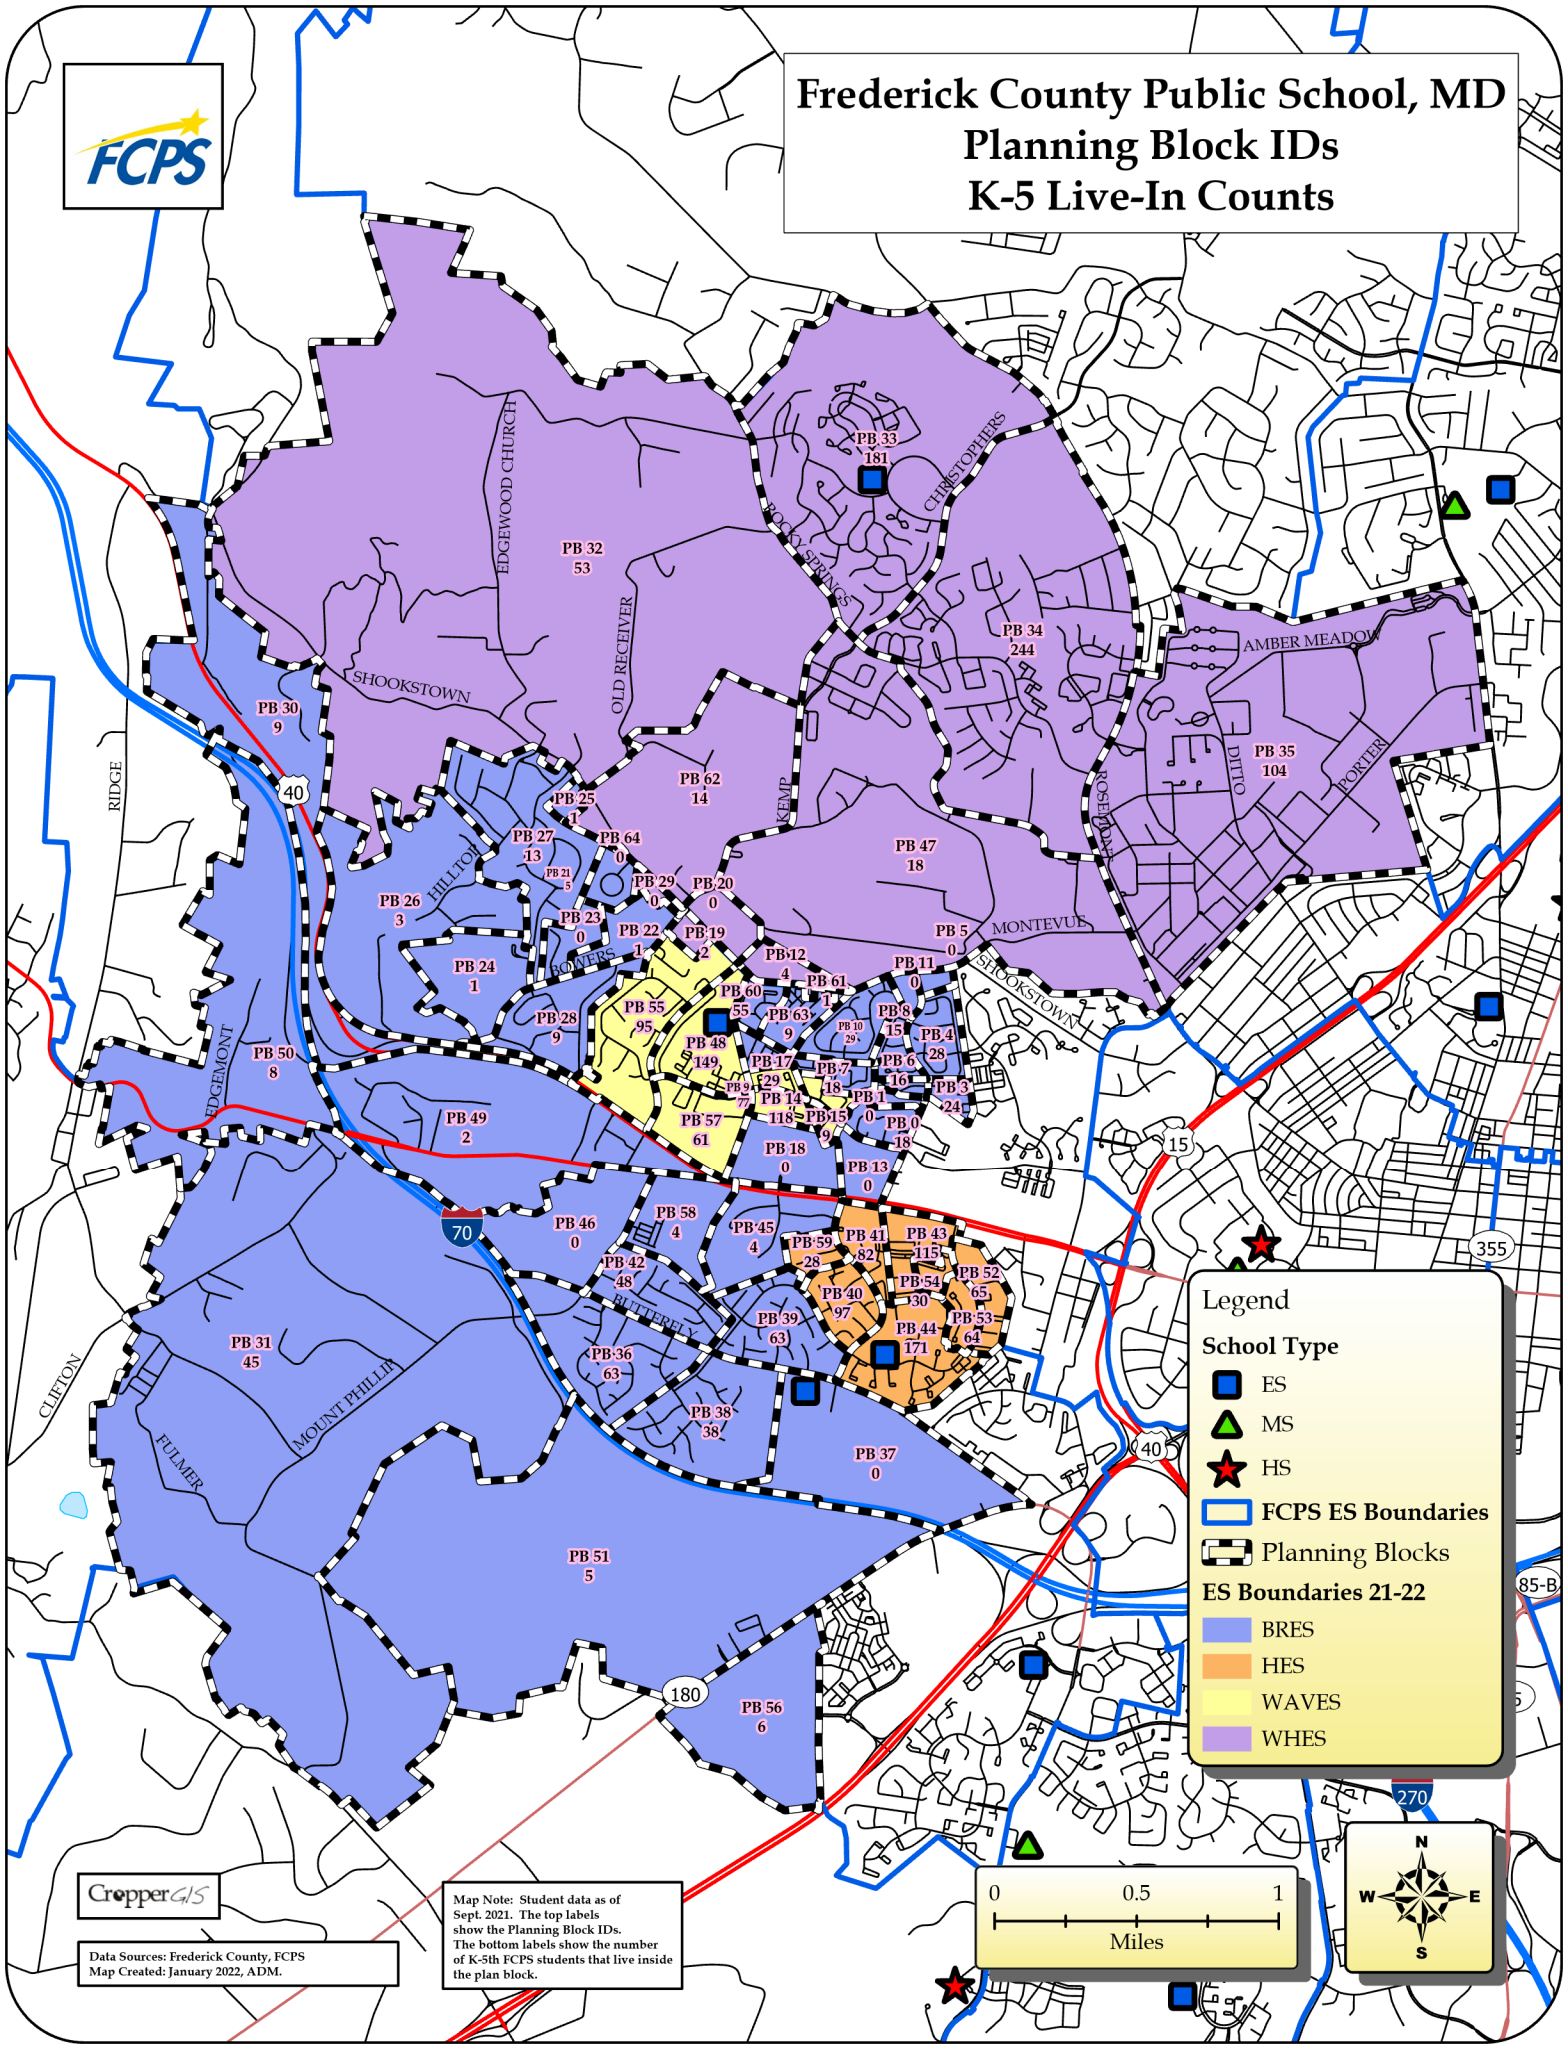 FCPS
Frederick County Public School, MD
Planning Block IDs
K-5 Live-In Counts
PB 33
181
CHRISTOPHERS
EDGEWOOD CHURCH
ROCKY SPRINGS
PB 32
53
OLD RECEIVER
PB 34
244
AMBER MEADOW
SHOOKSTOWN
PB 30
9
PB 35
104
DITTO
PORTER
RIDGE
40
PB 62
14
KEMP
ROSEMONT
PB 25
1
PB 27
13
PB 64
0
PB 47
18
HILLTOP
PB 21
5
PB 29
0
PB 20
0
PB 26
3
PB 23
0
PB 22
1
PB 19
2
PB 5
0
MONTEVUE
BOWERS
PB 24
1
PB 12
4
PB 11
0
SHOOKSTOWN
PB 61
1
PB 60
55
PB 55
95
PB 63
9
PB 8
15
PB 28
9
PB 10
29
PB 4
28
PB 48
149
EDGEMONT
PB 50
8
PB 17
29
PB 7
18
PB 6
16
PB 9
77
PB 3
24
PB 14
118
PB 1
0
PB 49
2
PB 57
61
PB 15
9
PB 0
18
15
PB 18
0
PB 13
0
70
PB 46
0
PB 58
4
PB 45
4
PB 59
28
PB 41
82
PB 43
115
355
PB 42
48
PB 54
30
PB 52
65
PB 40
97
BUTTERFLY
PB 39
63
PB 44
171
PB 53
64
PB 31
45
PB 36
63
CLIFTON
MOUNT PHILLIP
PB 38
38
FULMER
PB 37
0
40
PB 51
5
85-B
180
PB 56
6
270
Legend
School Type
ES
MS
HS
FCPS ES Boundaries
Planning Blocks
ES Boundaries 21-22
BRES
HES
WAVES
WHES
CropperGIS
Data Sources: Frederick County, FCPS
Map Created: January 2022, ADM.
Map Note: Student data as of
Sept. 2021. The top labels
show the Planning Block IDs.
The bottom labels show the number
of K-5th FCPS students that live inside
the plan block.
0 0.5 1
Miles
N
W E
S